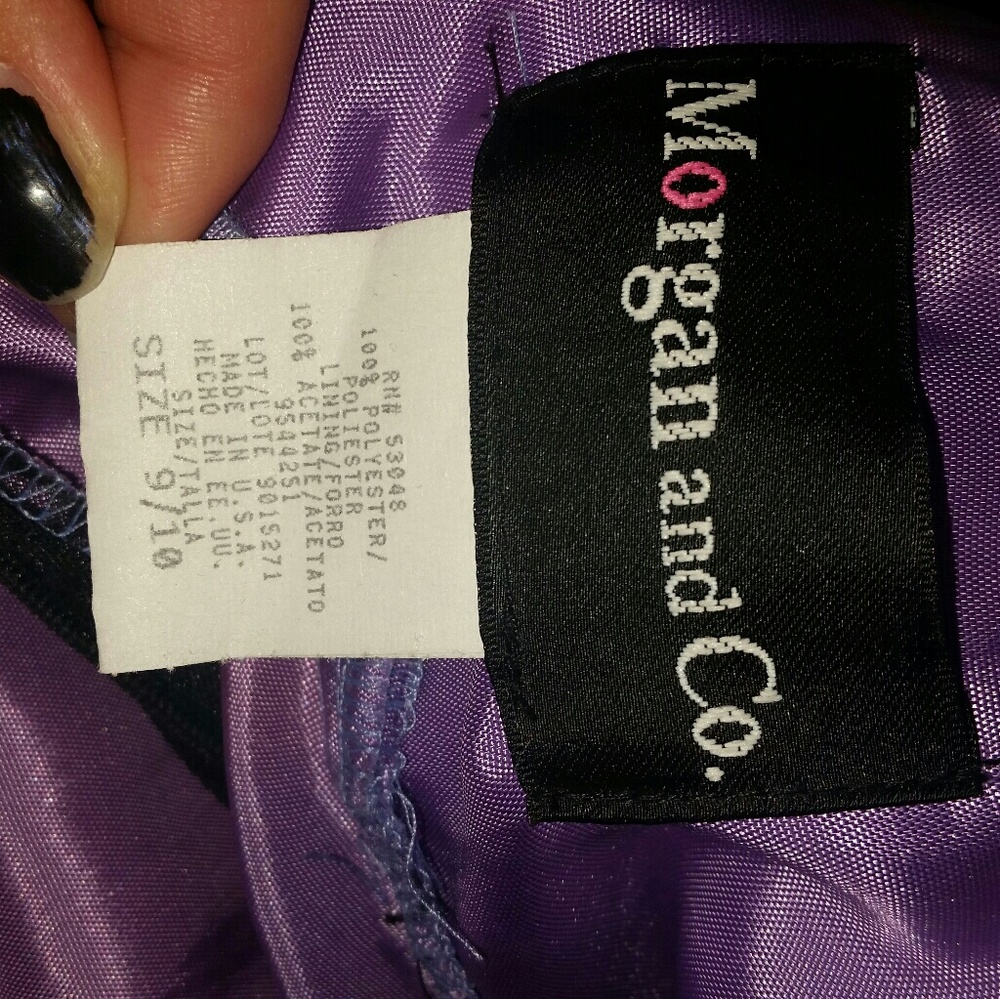 Morgan and Co.
RN# 53048
100% POLYESTER/
POLIESTER
LINING/FORRO
100% ACETATE/ACETATO
9544251
LOT/LOTE 9015271
MADE IN U.S.A.
HECHO EN EE.UU.
SIZE/TALLA
SIZE 9/10